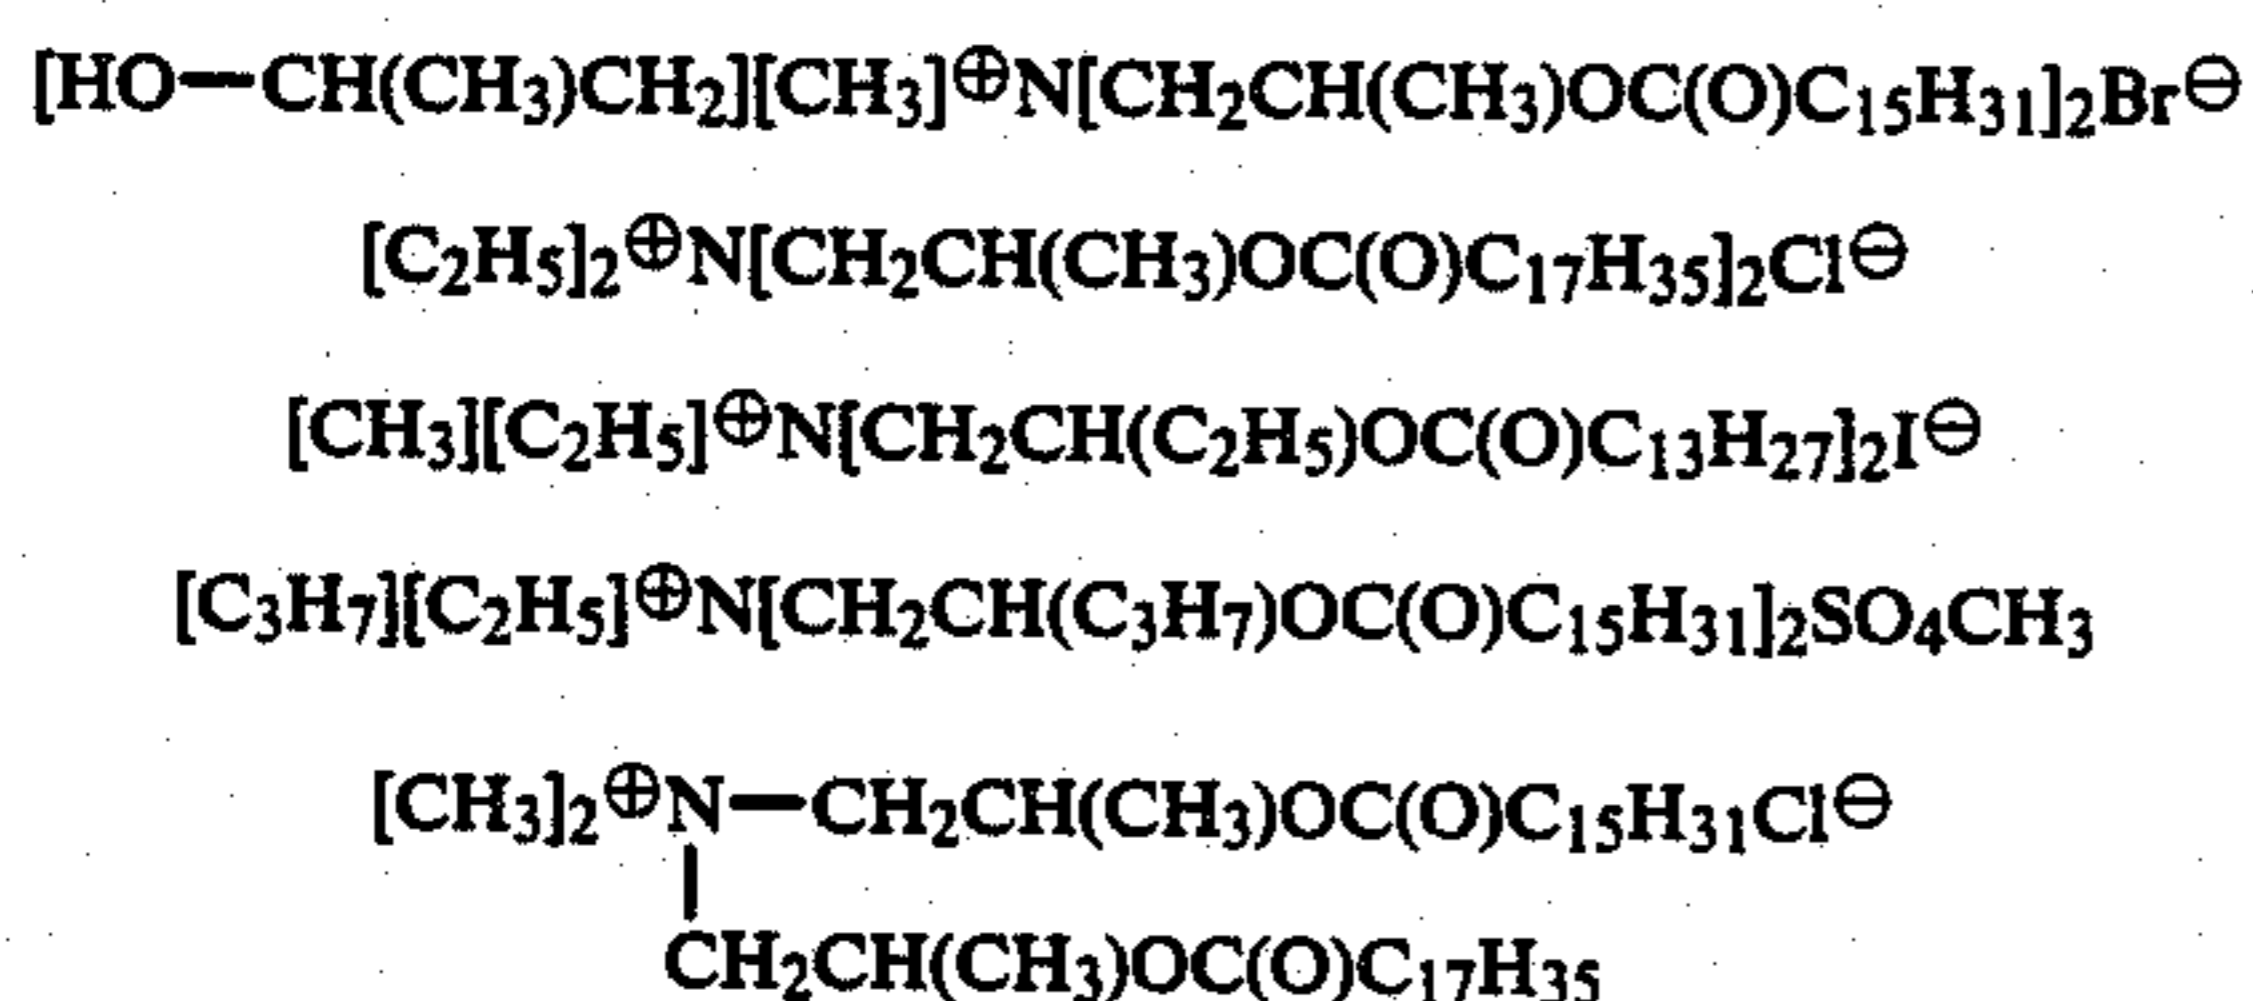 [HO—CH(CH₃)CH₂][CH₃]⊕N[CH₂CH(CH₃)OC(O)C₁₅H₃₁]₂Br⊖
[C₂H₅]₂⊕N[CH₂CH(CH₃)OC(O)C₁₇H₃₅]₂Cl⊖
[CH₃][C₂H₅]⊕N[CH₂CH(C₂H₅)OC(O)C₁₃H₂₇]₂I⊖
[C₃H₇][C₂H₅]⊕N[CH₂CH(C₃H₇)OC(O)C₁₅H₃₁]₂SO₄CH₃
[CH₃]₂⊕N—CH₂CH(CH₃)OC(O)C₁₅H₃₁Cl⊖
CH₂CH(CH₃)OC(O)C₁₇H₃₅